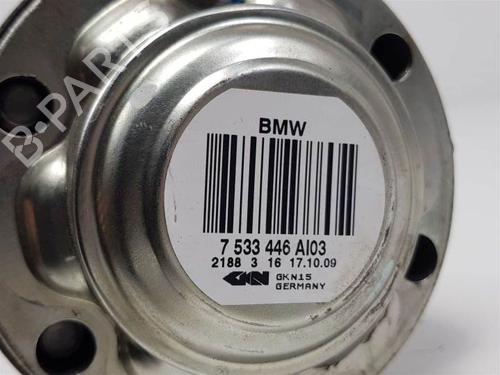 B-PARTS
BMW
7 533 446 AI03
2188 3 16 17.10.09
GKN GKN15
GERMANY